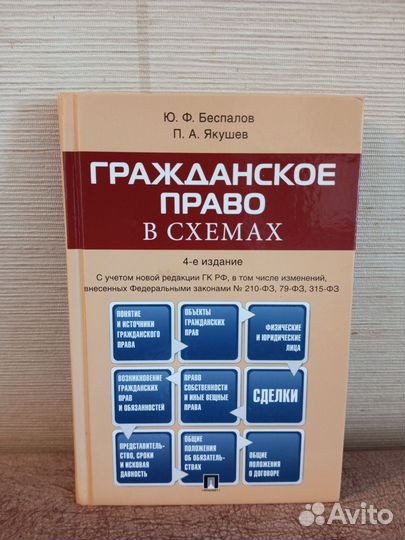 Ю. Ф. Беспалов
П. А. Якушев
ГРАЖДАНСКОЕ
ПРАВО
В СХЕМАХ
4-е издание
С учетом новой редакции ГК РФ, в том числе изменений,
внесенных Федеральными законами № 210-ФЗ, 79-ФЗ, 315-ФЗ
ПОНЯТИЕ
И ИСТОЧНИКИ
ГРАЖДАНСКОГО
ПРАВА
ОБЪЕКТЫ
ГРАЖДАНСКИХ
ПРАВ
ФИЗИЧЕСКИЕ
И ЮРИДИЧЕСКИЕ
ЛИЦА
ВОЗНИКНОВЕНИЕ
ГРАЖДАНСКИХ
ПРАВ
И ОБЯЗАННОСТЕЙ
ПРАВО
СОБСТВЕННОСТИ
И ИНЫЕ ВЕЩНЫЕ
ПРАВА
СДЕЛКИ
ПРЕДСТАВИТЕЛЬ-
СТВО, СРОКИ
И ИСКОВАЯ
ДАВНОСТЬ
ОБЩИЕ
ПОЛОЖЕНИЯ
ОБ ОБЯЗАТЕЛЬ-
СТВАХ
ОБЩИЕ
ПОЛОЖЕНИЯ
О ДОГОВОРЕ
Avito